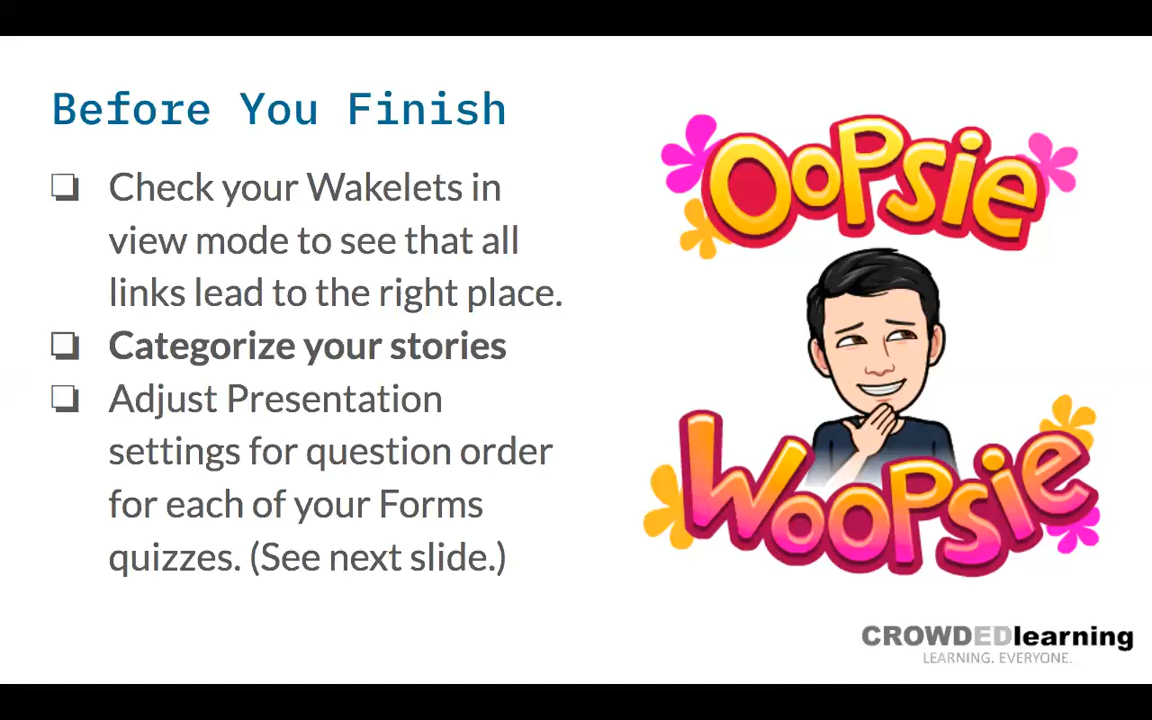 Before You Finish
❏ Check your Wakelets in
view mode to see that all
links lead to the right place.
❏ Categorize your stories
❏ Adjust Presentation
settings for question order
for each of your Forms
quizzes. (See next slide.)
OoPsie
WooPsie
CROWDEDlearning
LEARNING. EVERYONE.